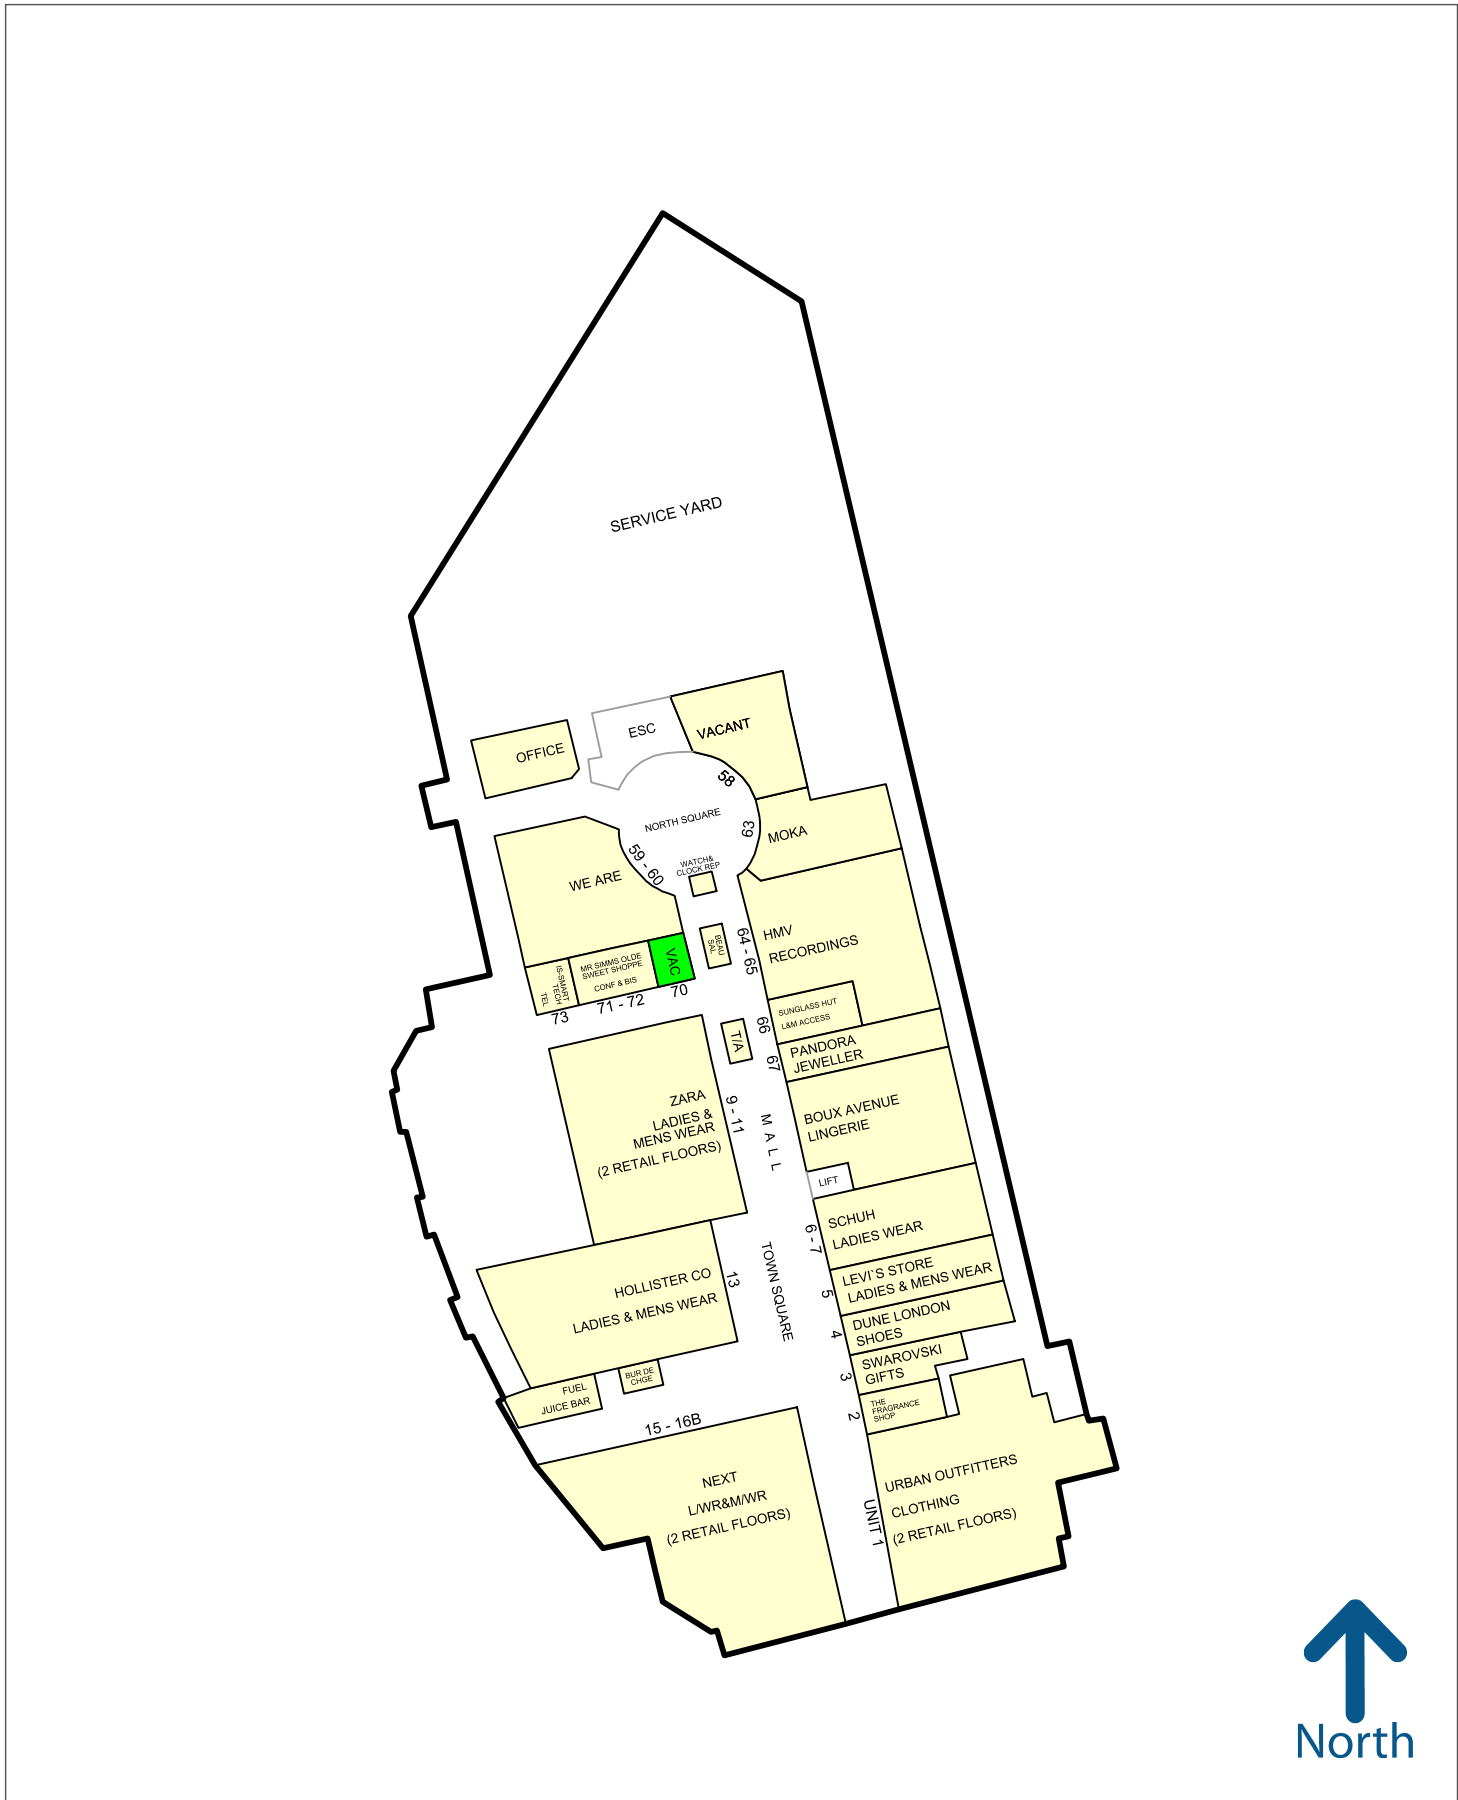 SERVICE YARD
ESC
VACANT
OFFICE
58
NORTH SQUARE
63
MOKA
59 - 60
WATCH&
CLOCK REP
WE ARE
HMV
RECORDINGS
64 - 65
BEAU
SAL
VAC
MR SIMMS OLDE
SWEET SHOPPE
CONF & BIS
IS-SMART
TECH
TEL
70
71 - 72
73
SUNGLASS HUT
L&M ACCESS
66
T/A
PANDORA
JEWELLER
67
ZARA
LADIES &
MENS WEAR
(2 RETAIL FLOORS)
9 - 11
MALL
BOUX AVENUE
LINGERIE
LIFT
SCHUH
LADIES WEAR
6 - 7
TOWN SQUARE
HOLLISTER CO
LADIES & MENS WEAR
13
LEVI`S STORE
LADIES & MENS WEAR
5
DUNE LONDON
SHOES
4
SWAROVSKI
GIFTS
3
BUR DE
CHGE
FUEL
JUICE BAR
THE
FRAGRANCE
SHOP
2
15 - 16B
NEXT
L/WR&M/WR
(2 RETAIL FLOORS)
URBAN OUTFITTERS
CLOTHING
(2 RETAIL FLOORS)
UNIT 1
North